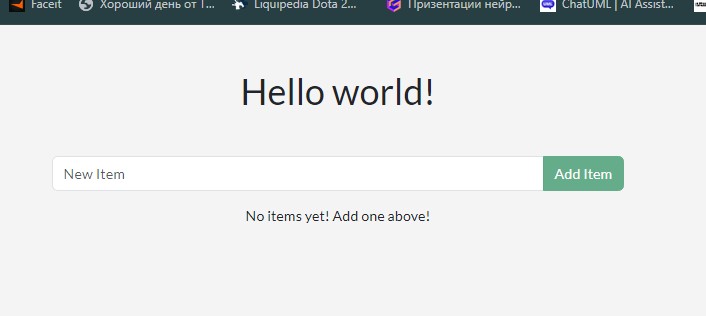 Faceit Хороший день от Т... Liquipedia Dota 2... Презентации нейр... ChatUML | AI Assist...
Hello world!
New Item Add Item
No items yet! Add one above!